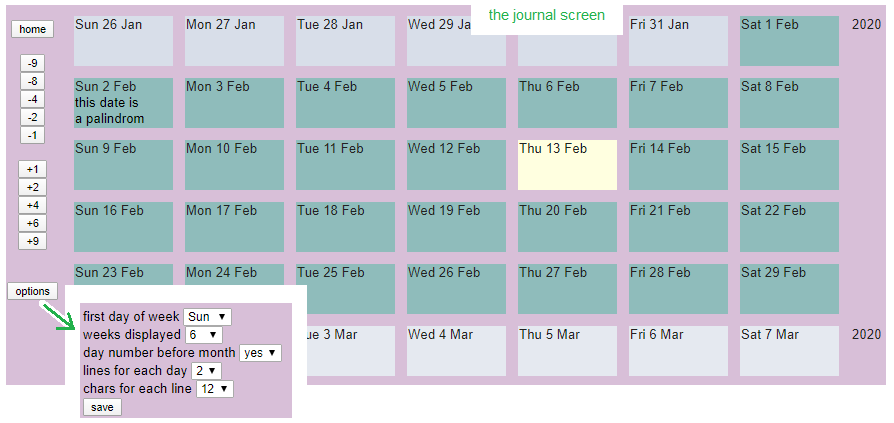 the journal screen
home
Sun 26 Jan Mon 27 Jan Tue 28 Jan Wed 29 Jan Fri 31 Jan Sat 1 Feb 2020
-9
-8
-4
-2
-1
Sun 2 Feb Mon 3 Feb Tue 4 Feb Wed 5 Feb Thu 6 Feb Fri 7 Feb Sat 8 Feb
this date is
a palindrom
Sun 9 Feb Mon 10 Feb Tue 11 Feb Wed 12 Feb Thu 13 Feb Fri 14 Feb Sat 15 Feb
+1
+2
+4
+6
+9
Sun 16 Feb Mon 17 Feb Tue 18 Feb Wed 19 Feb Thu 20 Feb Fri 21 Feb Sat 22 Feb
Sun 23 Feb Mon 24 Feb Tue 25 Feb Wed 26 Feb Thu 27 Feb Fri 28 Feb Sat 29 Feb
options
Tue 3 Mar Wed 4 Mar Thu 5 Mar Fri 6 Mar Sat 7 Mar 2020
first day of week Sun
weeks displayed 6
day number before month yes
lines for each day 2
chars for each line 12
save